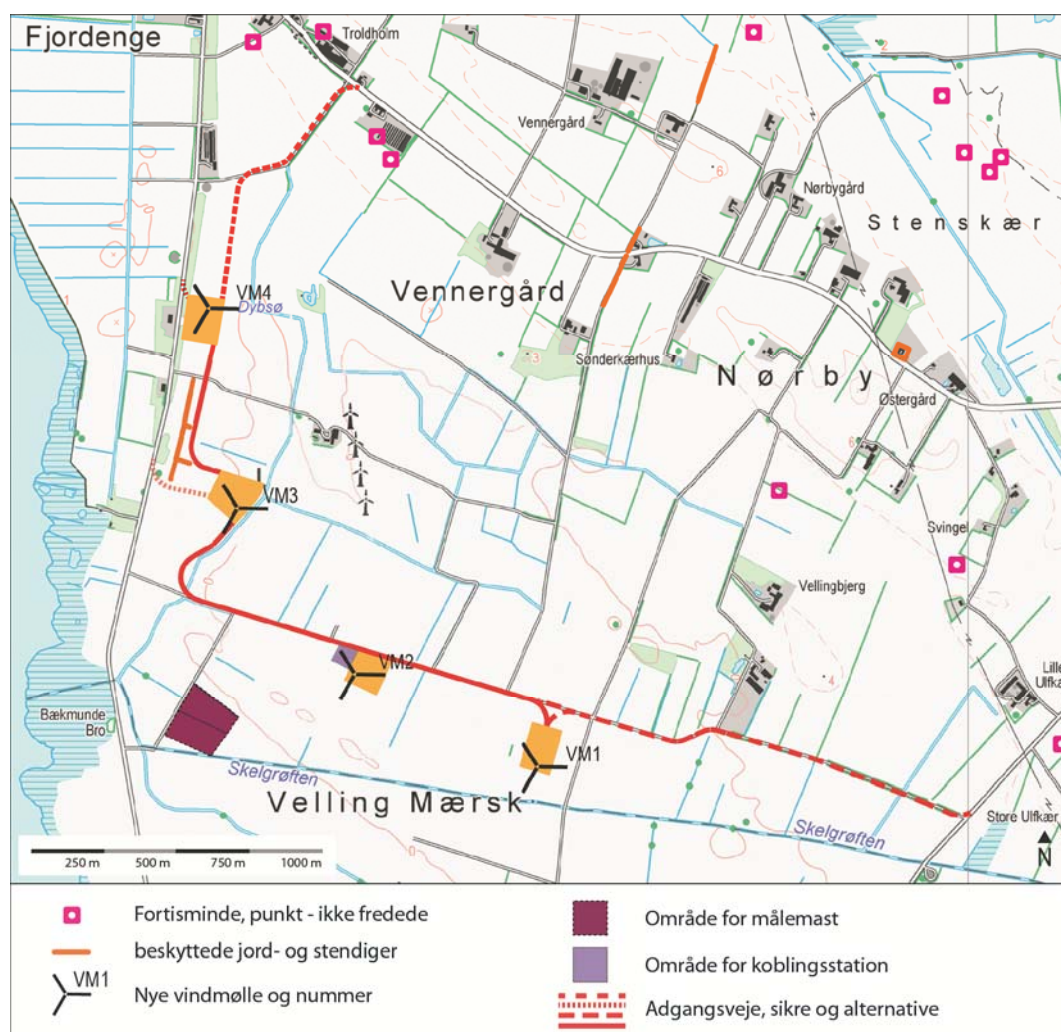 Fjordenge
Troldholm
Vennergård
Nørbygård
Stenskær
VM4
Dybsø
Vennergård
Sønderkærhus
Nørby
Østergård
VM3
Svingel
Vellingbjerg
VM2
Lille
Bækmunde
Bro
VM1
Skelgrøften
Velling Mærsk
Skelgrøften
Store Ulfkær
N
250 m 500 m 750 m 1000 m
Fortisminde, punkt - ikke fredede
beskyttede jord- og stendiger
VM1
Nye vindmølle og nummer
Område for målemast
Område for koblingsstation
Adgangsveje, sikre og alternative